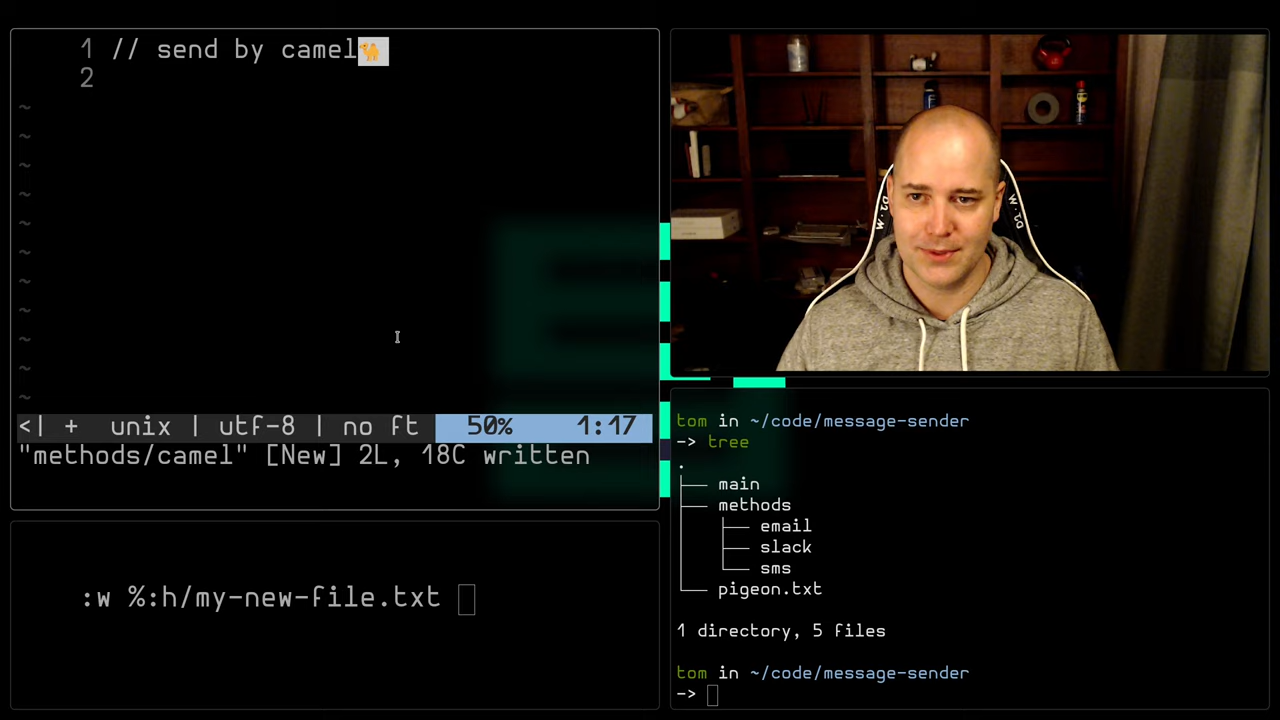 1 // send by camel🐪
2
~
~
~
~
~
~
~
~
~
~
~
<| +  unix | utf-8 | no ft  50%  1:17
"methods/camel" [New] 2L, 18C written
:w %:h/my-new-file.txt
tom in ~/code/message-sender
-> tree
.
├── main
├── methods
│   ├── email
│   ├── slack
│   └── sms
└── pigeon.txt
1 directory, 5 files
tom in ~/code/message-sender
->